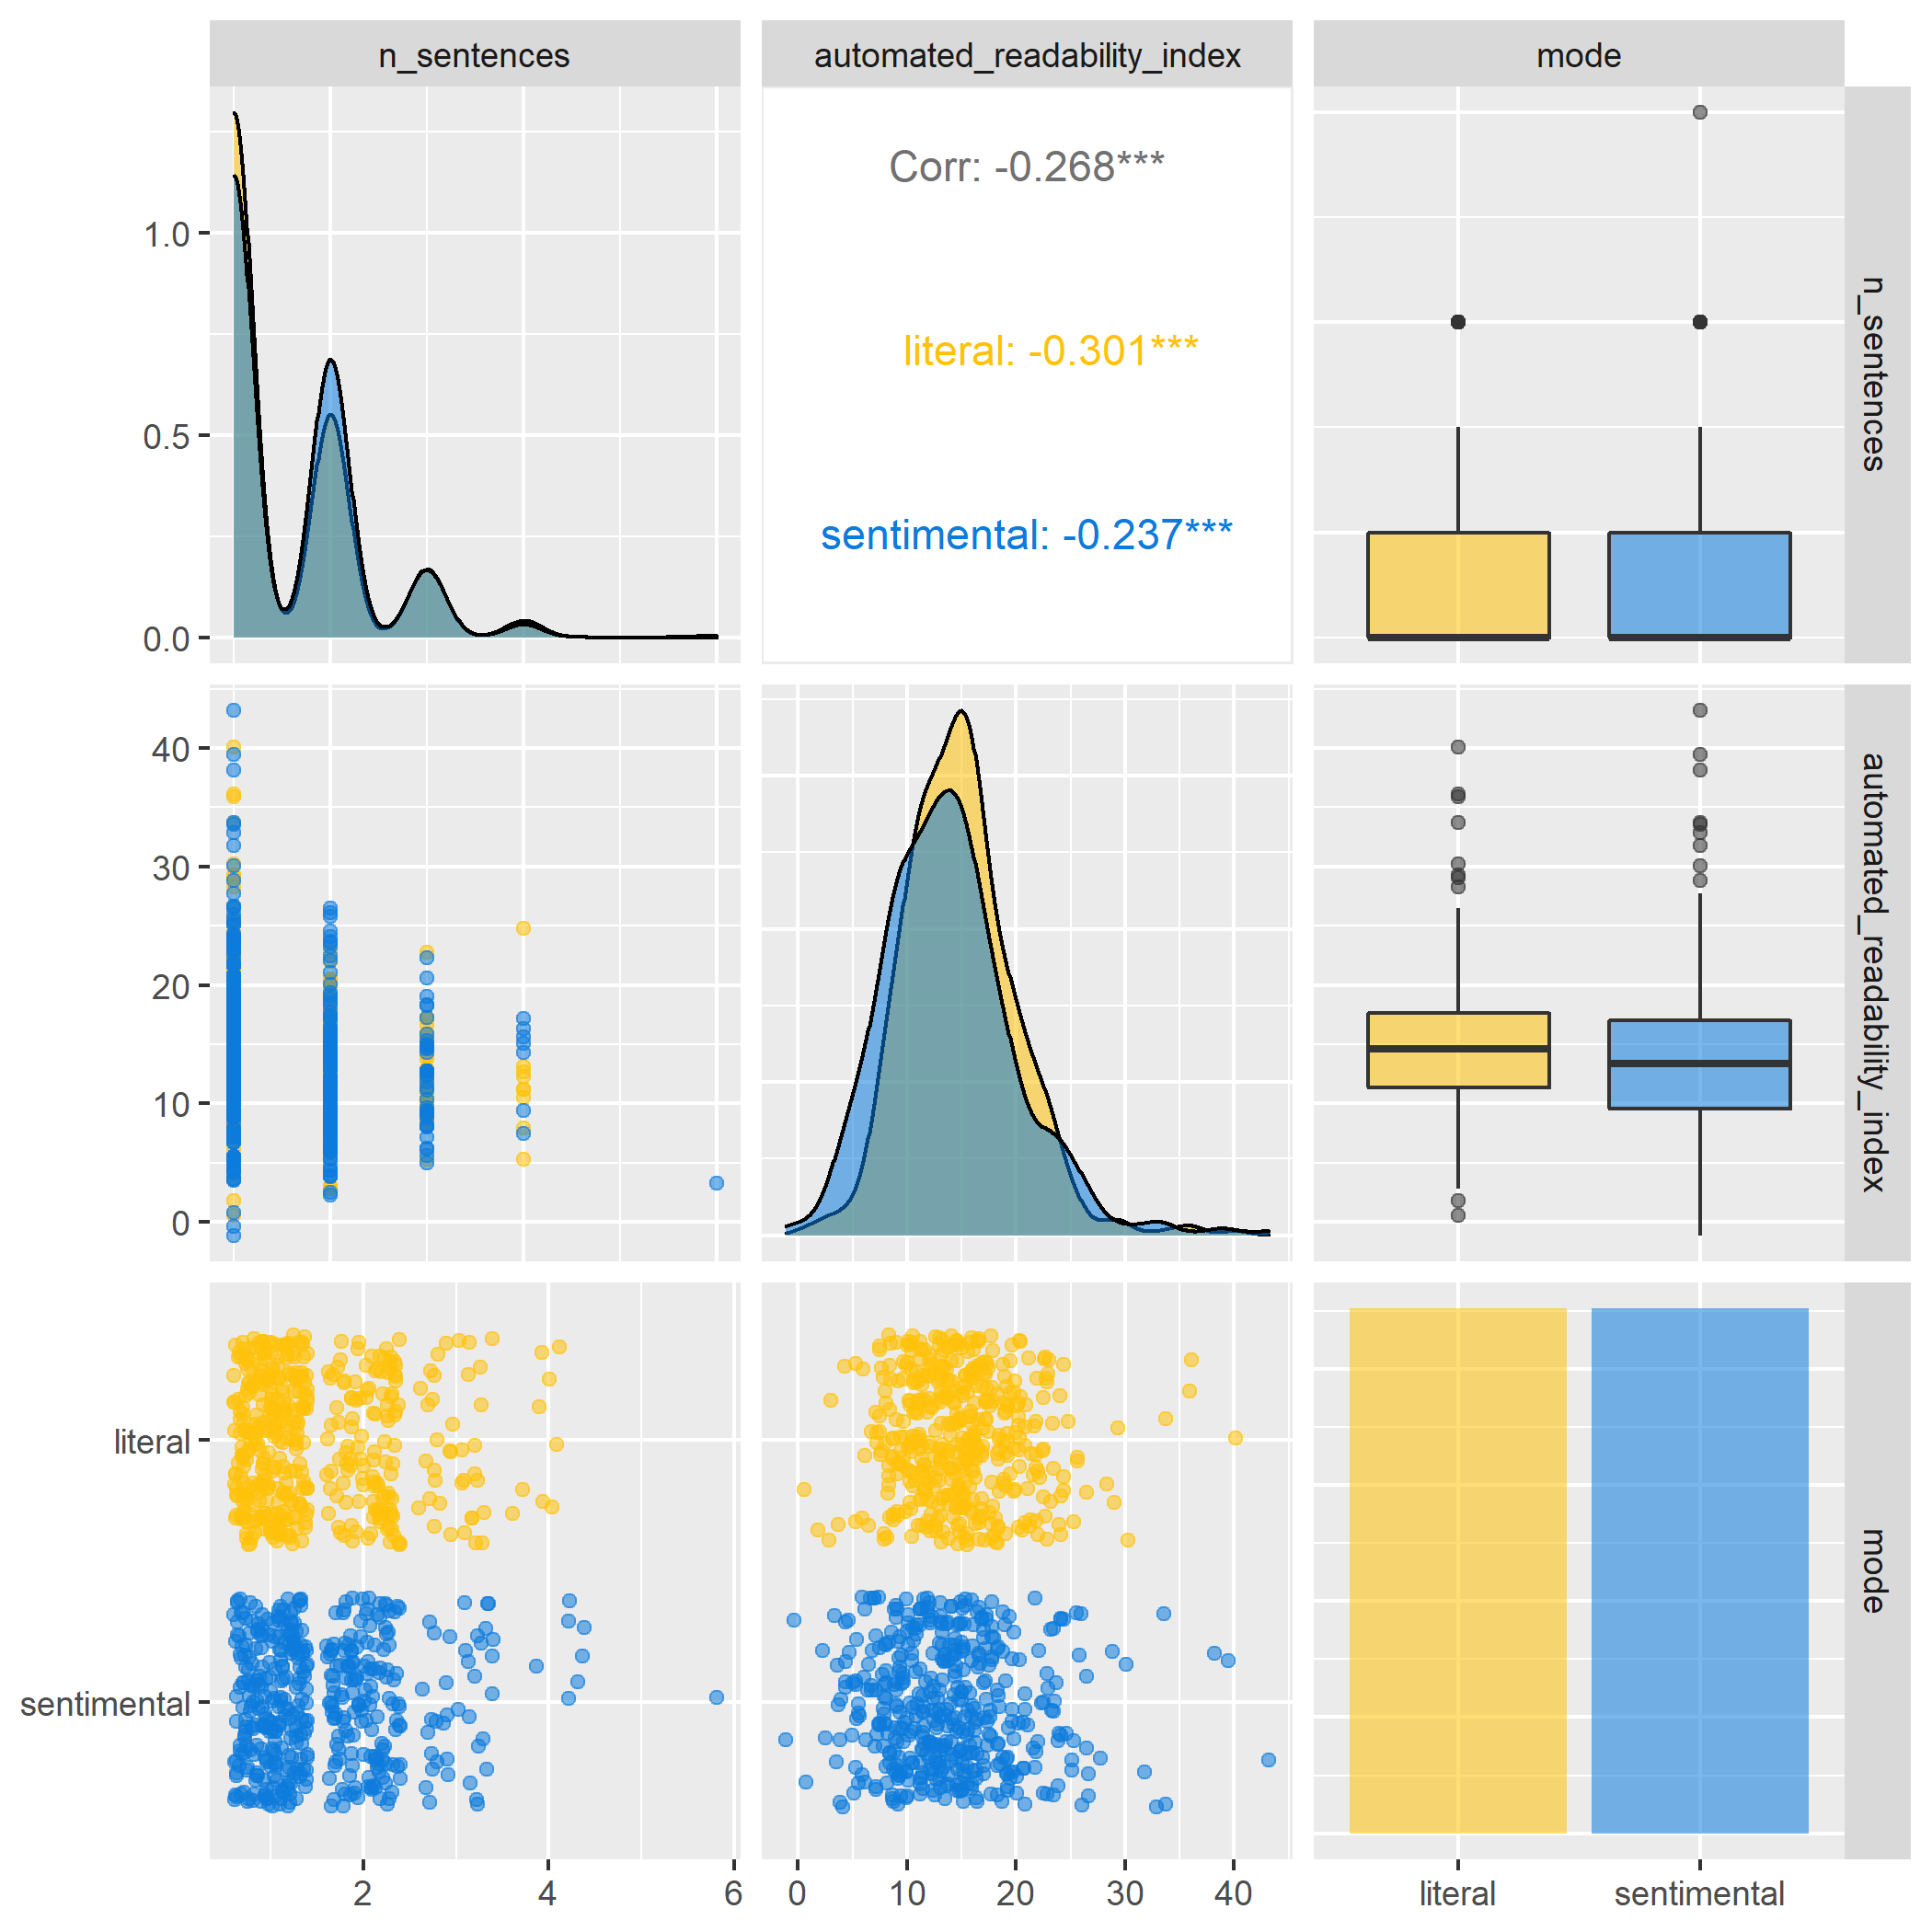 n_sentences automated_readability_index mode
1.0
0.5
0.0
Corr: -0.268***
literal: -0.301***
sentimental: -0.237***
n_sentences
40
30
20
10
0
automated_readability_index
literal
sentimental
mode
2 4 6
0 10 20 30 40
literal sentimental